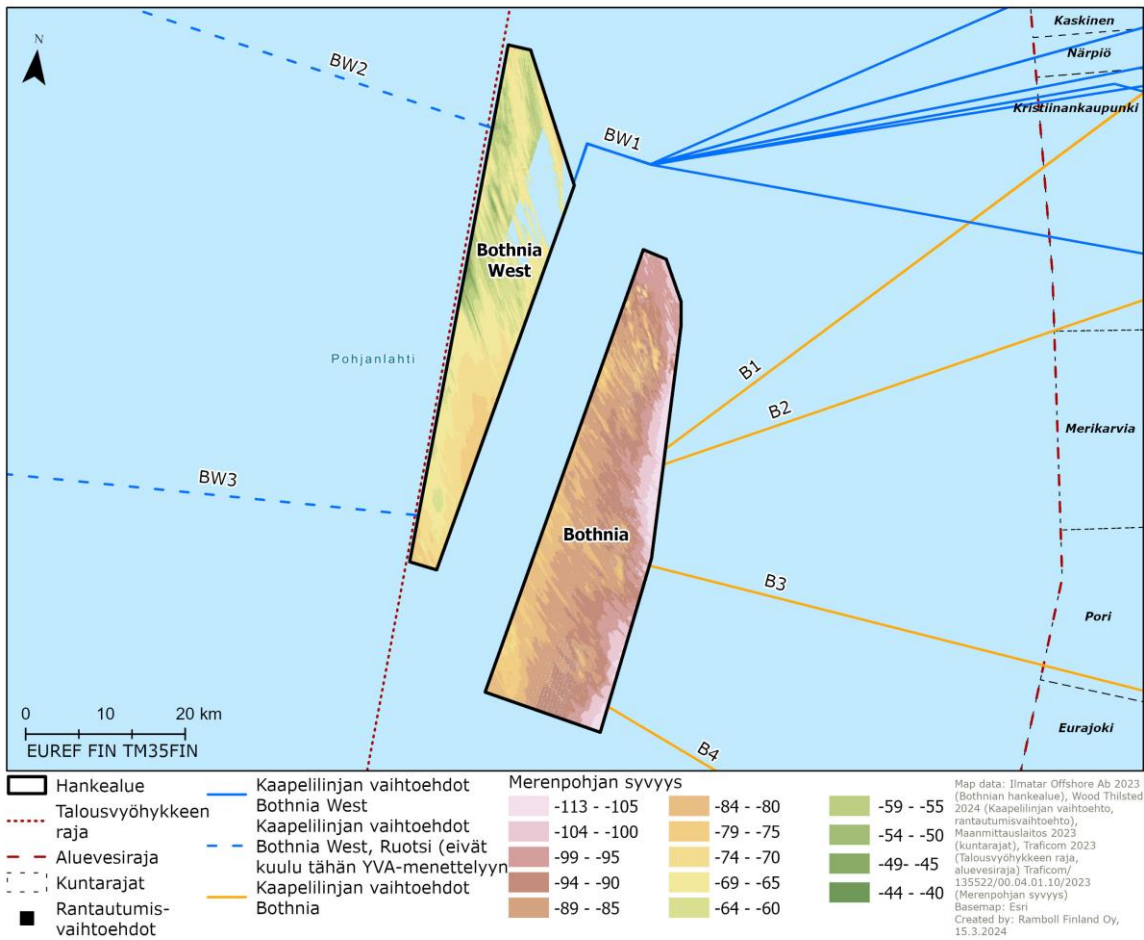 Kaskinen
N
Närpiö
BW2
Kristiinankaupunki
BW1
Bothnia
West
Pohjanlahti
B1
B2
Merikarvia
BW3
Bothnia
B3
Pori
Eurajoki
B4
0 10 20 km
EUREF FIN TM35FIN
Hankealue
Talousvyöhykkeen
raja
Aluevesiraja
Kuntarajat
Rantautumis-
vaihtoehdot
Kaapelilinjan vaihtoehdot
Bothnia West
Kaapelilinjan vaihtoehdot
Bothnia West, Ruotsi (eivät
kuulu tähän YVA-menettelyyn
Kaapelilinjan vaihtoehdot
Bothnia
Merenpohjan syvyys
-113 - -105
-104 - -100
-99 - -95
-94 - -90
-89 - -85
-84 - -80
-79 - -75
-74 - -70
-69 - -65
-64 - -60
-59 - -55
-54 - -50
-49- -45
-44 - -40
Map data: Ilmatar Offshore Ab 2023
(Bothnian hankealue), Wood Thilsted
2024 (Kaapelilinjan vaihtoehto,
rantautumisvaihtoehto),
Maanmittauslaitos 2023
(kuntarajat), Traficom 2023
(Talousvyöhykkeen raja,
aluevesiraja) Traficom/
135522/00.04.01.10/2023
(Merenpohjan syvyys)
Basemap: Esri
Created by: Ramboll Finland Oy,
15.3.2024